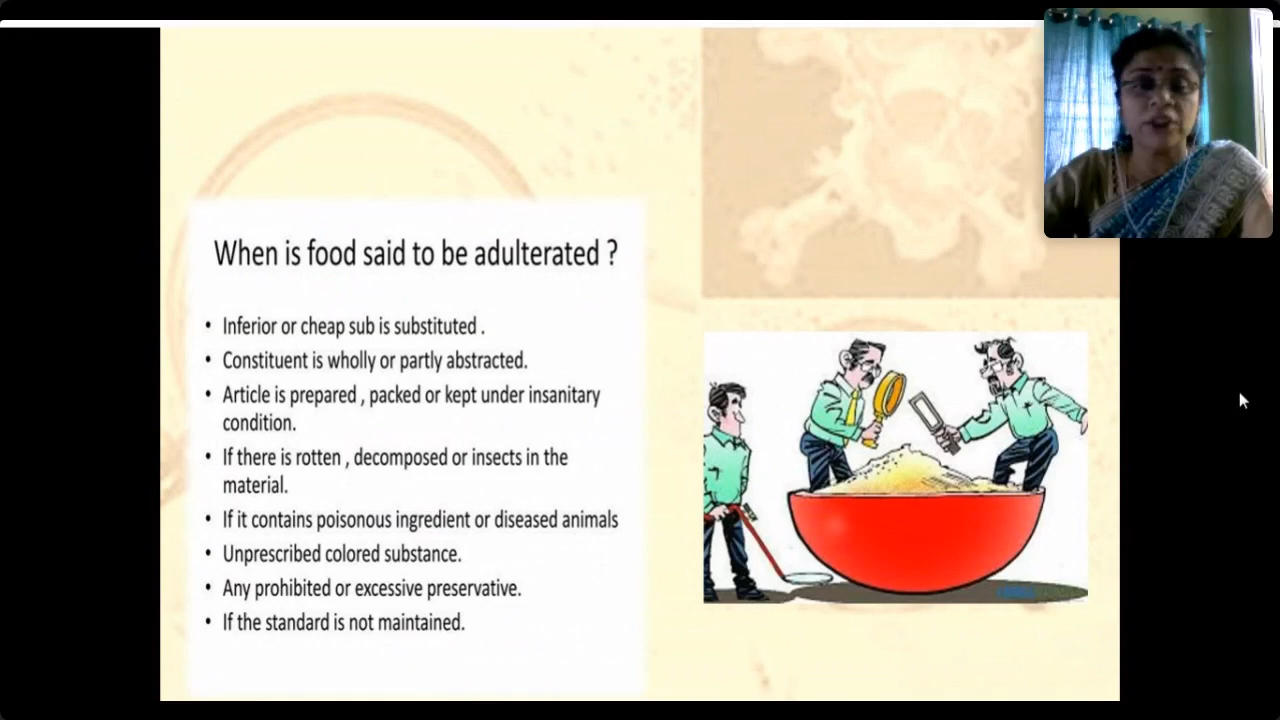 When is food said to be adulterated ?
• Inferior or cheap sub is substituted .
• Constituent is wholly or partly abstracted.
• Article is prepared , packed or kept under insanitary
condition.
• If there is rotten , decomposed or insects in the
material.
• If it contains poisonous ingredient or diseased animals
• Unprescribed colored substance.
• Any prohibited or excessive preservative.
• If the standard is not maintained.